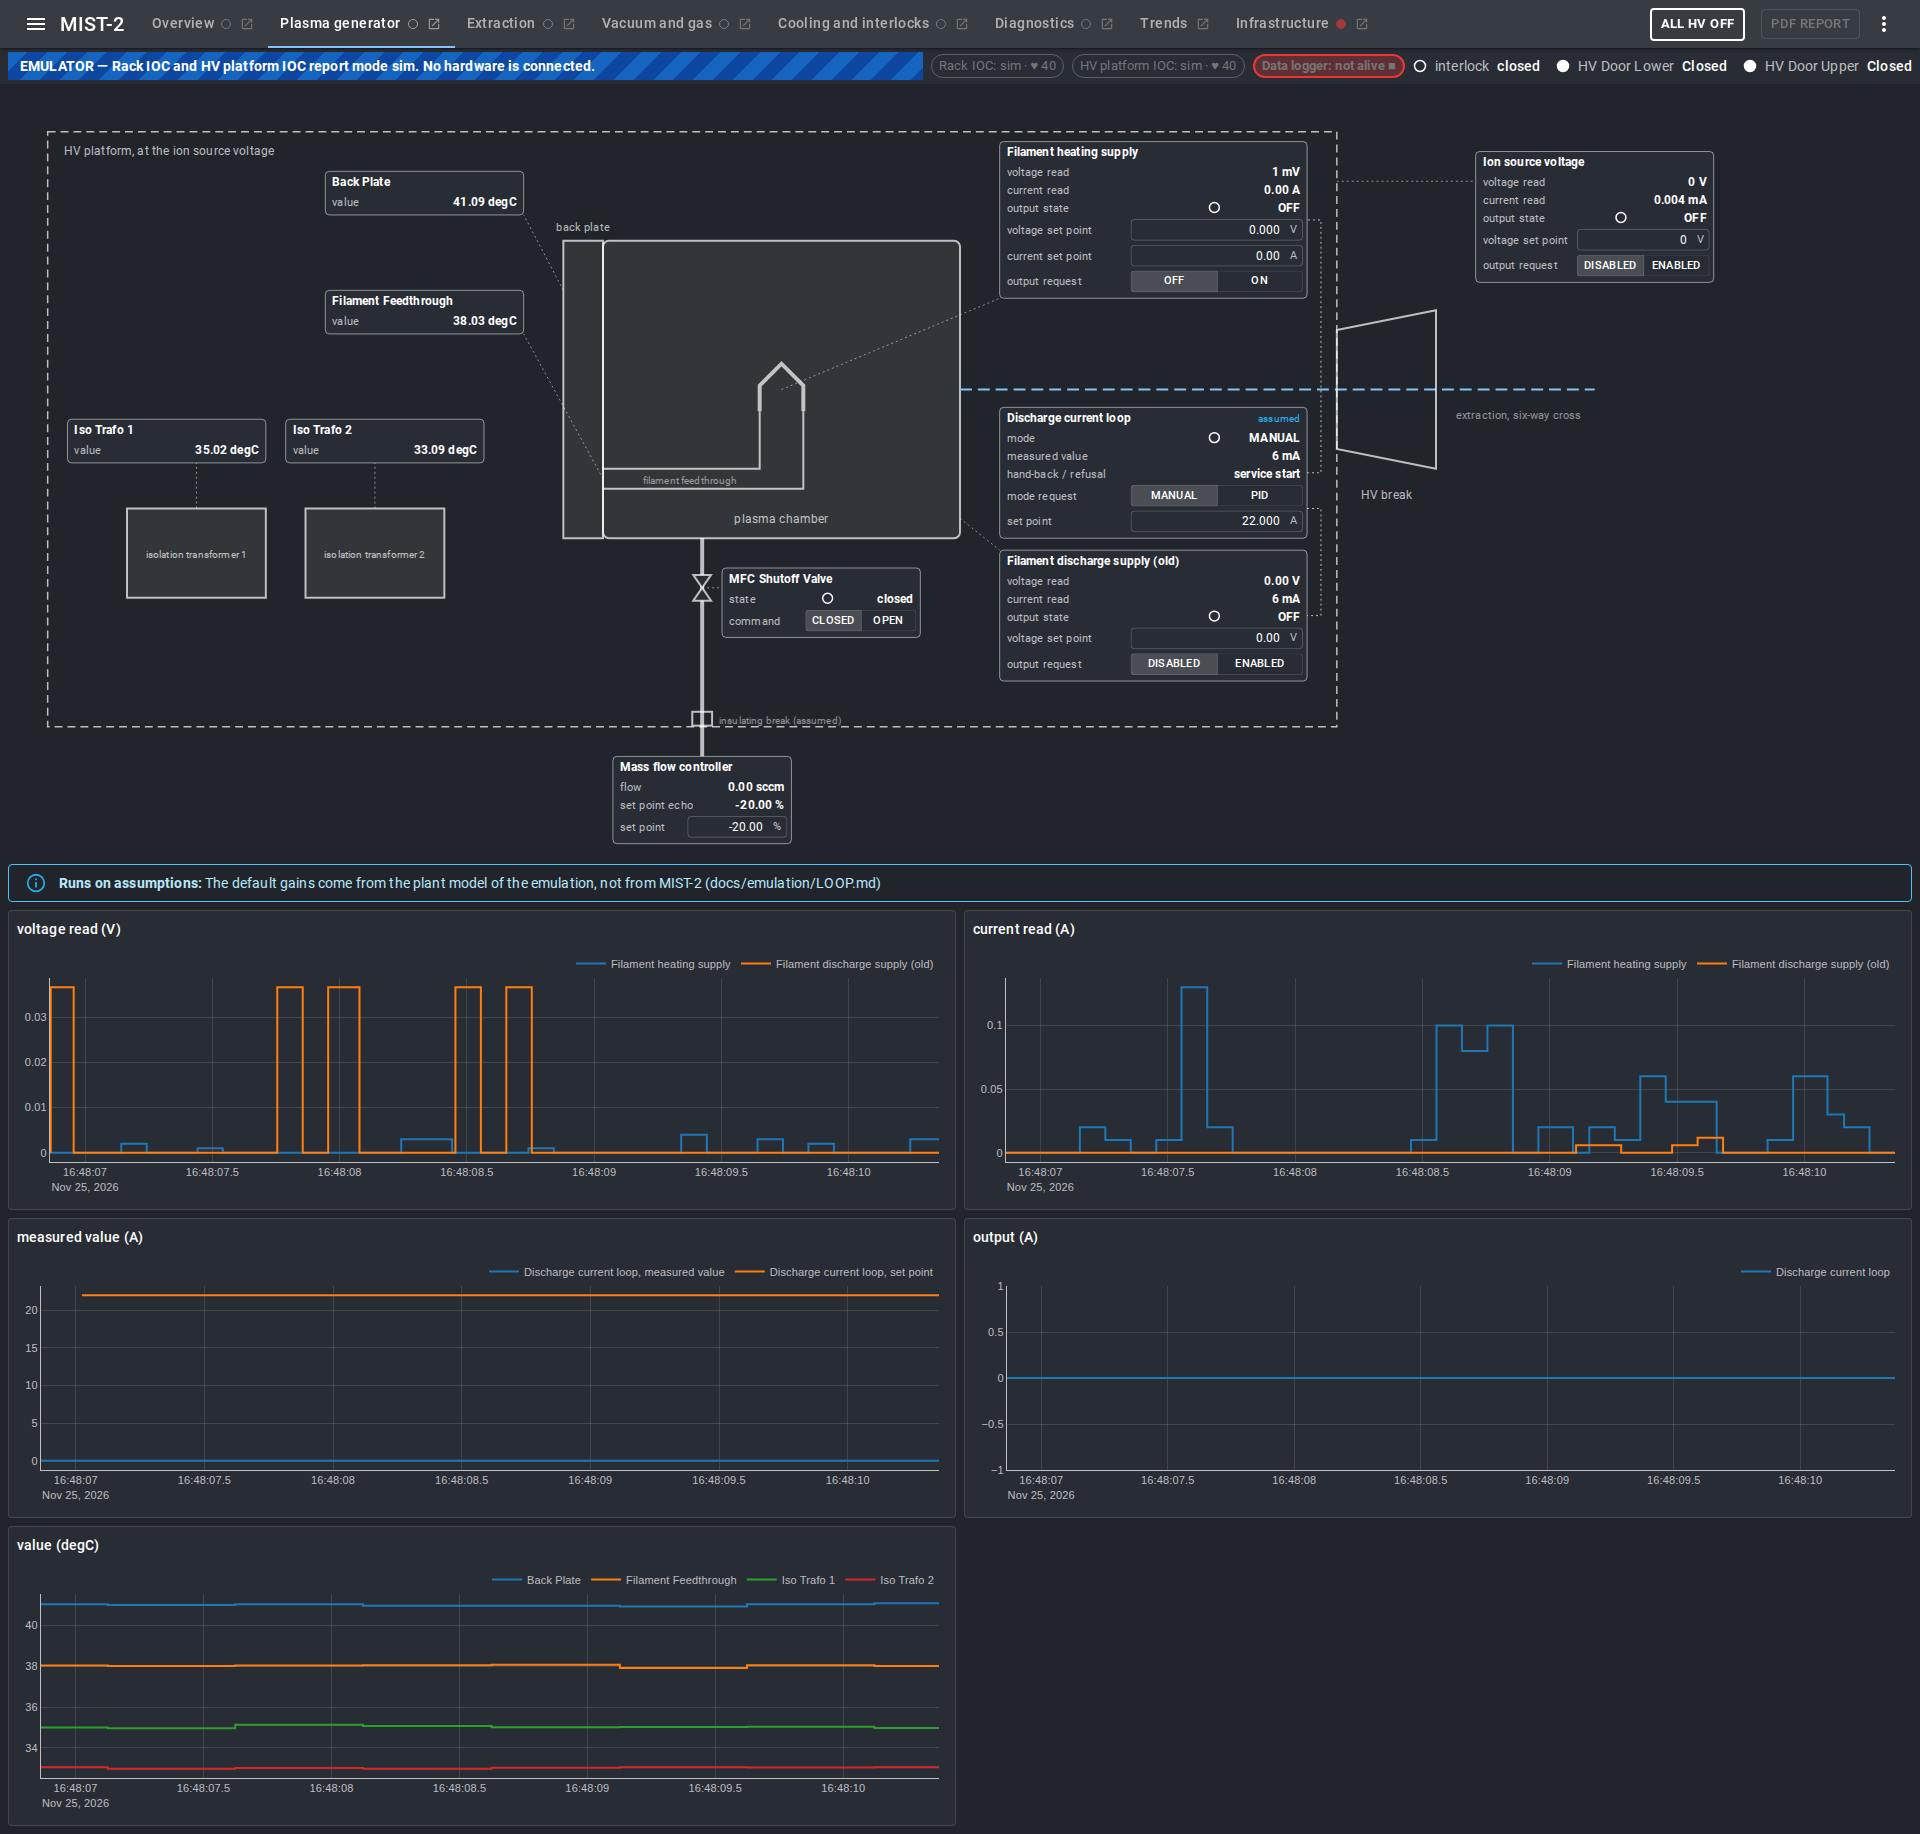 MIST-2
Overview
Plasma generator
Extraction
Vacuum and gas
Cooling and interlocks
Diagnostics
Trends
Infrastructure
ALL HV OFF
PDF REPORT
EMULATOR — Rack IOC and HV platform IOC report mode sim. No hardware is connected.
Rack IOC: sim · ♥ 40
HV platform IOC: sim · ♥ 40
Data logger: not alive ■
interlock closed
HV Door Lower Closed
HV Door Upper Closed
HV platform, at the ion source voltage
Back Plate
value 41.09 degC
Filament Feedthrough
value 38.03 degC
Iso Trafo 1
value 35.02 degC
Iso Trafo 2
value 33.09 degC
isolation transformer 1
isolation transformer 2
back plate
filament feedthrough
plasma chamber
Filament heating supply
voltage read 1 mV
current read 0.00 A
output state OFF
voltage set point 0.000 V
current set point 0.00 A
output request OFF ON
Ion source voltage
voltage read 0 V
current read 0.004 mA
output state OFF
voltage set point 0 V
output request DISABLED ENABLED
extraction, six-way cross
HV break
Discharge current loop assumed
mode MANUAL
measured value 6 mA
hand-back / refusal service start
mode request MANUAL PID
set point 22.000 A
Filament discharge supply (old)
voltage read 0.00 V
current read 6 mA
output state OFF
voltage set point 0.00 V
output request DISABLED ENABLED
MFC Shutoff Valve
state closed
command CLOSED OPEN
insulating break (assumed)
Mass flow controller
flow 0.00 sccm
set point echo -20.00 %
set point -20.00 %
Runs on assumptions: The default gains come from the plant model of the emulation, not from MIST-2 (docs/emulation/LOOP.md)
voltage read (V)
Filament heating supply Filament discharge supply (old)
0.03
0.02
0.01
0
16:48:07 16:48:07.5 16:48:08 16:48:08.5 16:48:09 16:48:09.5 16:48:10
Nov 25, 2026
current read (A)
Filament heating supply Filament discharge supply (old)
0.1
0.05
0
16:48:07 16:48:07.5 16:48:08 16:48:08.5 16:48:09 16:48:09.5 16:48:10
Nov 25, 2026
measured value (A)
Discharge current loop, measured value Discharge current loop, set point
20
15
10
5
0
16:48:07 16:48:07.5 16:48:08 16:48:08.5 16:48:09 16:48:09.5 16:48:10
Nov 25, 2026
output (A)
Discharge current loop
1
0.5
0
−0.5
−1
16:48:07 16:48:07.5 16:48:08 16:48:08.5 16:48:09 16:48:09.5 16:48:10
Nov 25, 2026
value (degC)
Back Plate Filament Feedthrough Iso Trafo 1 Iso Trafo 2
40
38
36
34
16:48:07 16:48:07.5 16:48:08 16:48:08.5 16:48:09 16:48:09.5 16:48:10
Nov 25, 2026